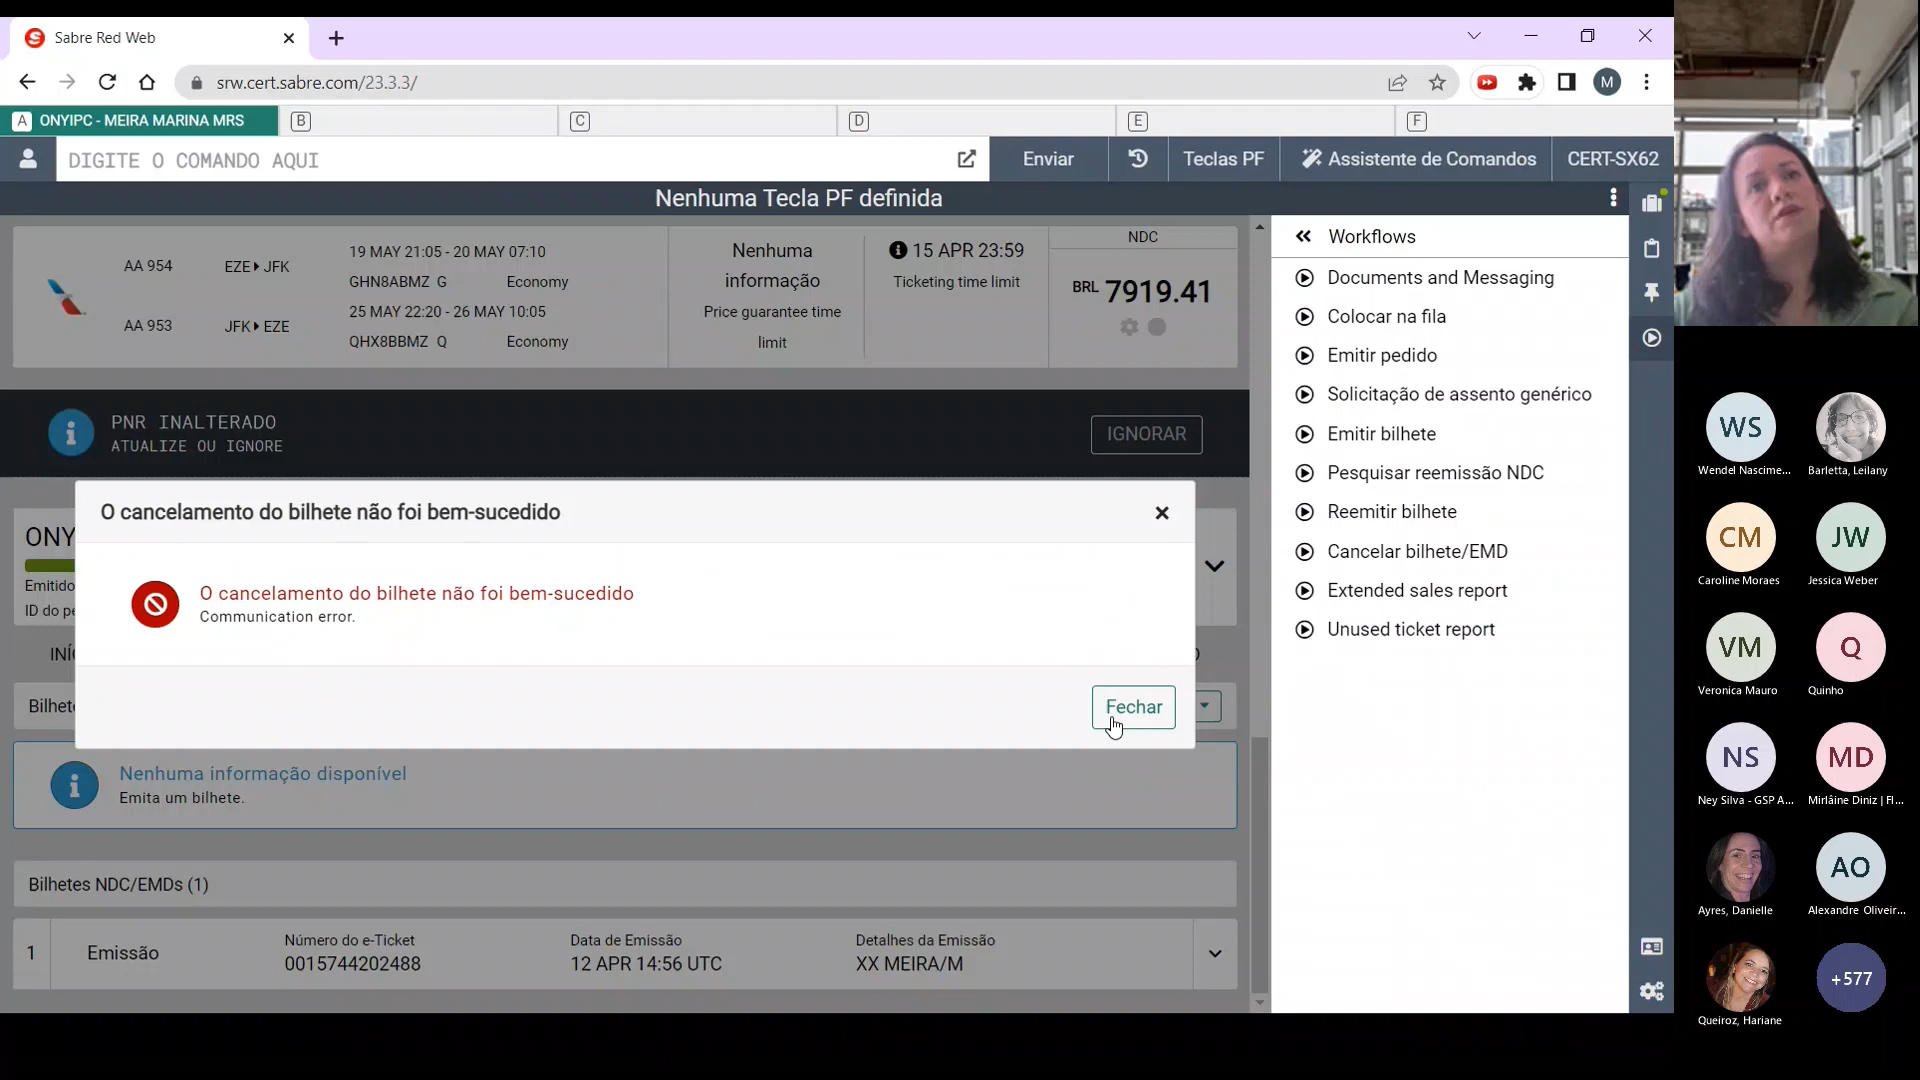 Sabre Red Web
srw.cert.sabre.com/23.3.3/
M
A ONYIPC - MEIRA MARINA MRS
B
C
D
E
F
DIGITE O COMANDO AQUI
Enviar
Teclas PF
Assistente de Comandos
CERT-SX62
Nenhuma Tecla PF definida
AA 954
EZE JFK
19 MAY 21:05 - 20 MAY 07:10
GHN8ABMZ G Economy
AA 953
JFK EZE
25 MAY 22:20 - 26 MAY 10:05
QHX8BBMZ Q Economy
Nenhuma
informação
Price guarantee time
limit
15 APR 23:59
Ticketing time limit
NDC
BRL 7919.41
PNR INALTERADO
ATUALIZE OU IGNORE
IGNORAR
ONY
Emitido
ID do pe
INÍ
Bilhet
O cancelamento do bilhete não foi bem-sucedido
O cancelamento do bilhete não foi bem-sucedido
Communication error.
Fechar
Nenhuma informação disponível
Emita um bilhete.
Bilhetes NDC/EMDs (1)
1
Emissão
Número do e-Ticket
0015744202488
Data de Emissão
12 APR 14:56 UTC
Detalhes da Emissão
XX MEIRA/M
Workflows
Documents and Messaging
Colocar na fila
Emitir pedido
Solicitação de assento genérico
Emitir bilhete
Pesquisar reemissão NDC
Reemitir bilhete
Cancelar bilhete/EMD
Extended sales report
Unused ticket report
WS
Wendel Nascime...
Barletta, Leilany
CM
Caroline Moraes
JW
Jessica Weber
VM
Veronica Mauro
Q
Quinho
NS
Ney Silva - GSP A...
MD
Mirlâine Diniz | Fl...
Ayres, Danielle
AO
Alexandre Oliveir...
Queiroz, Hariane
+577